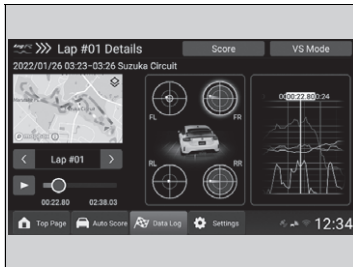 Lap #01 Details
Score
VS Mode
2022/01/26 03:23-03:26 Suzuka Circuit
mapbox
Lap #01
00:22.80
02:38.03
FL
FR
RL
RR
00:22.80
Top Page
Auto Score
Data Log
Settings
12:34